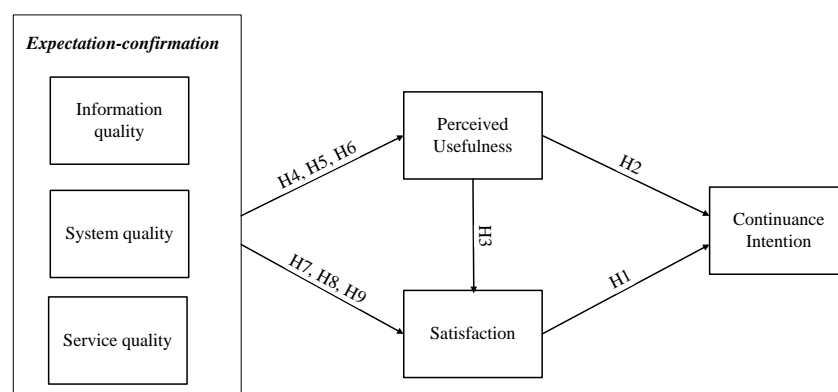 Expectation-confirmation
Information
quality
System quality
Service quality
H4, H5, H6
H7, H8, H9
Perceived
Usefulness
H3
Satisfaction
H2
H1
Continuance
Intention